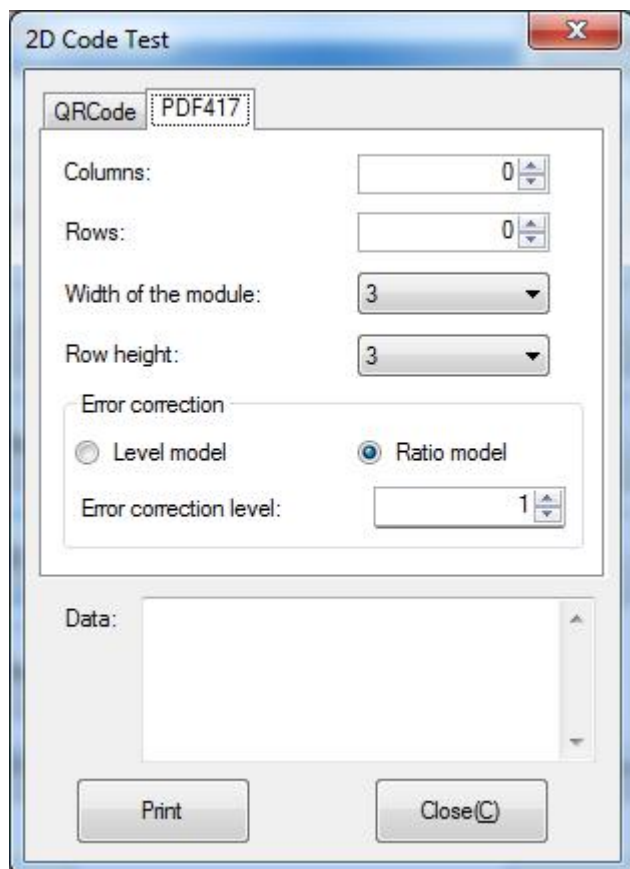 2D Code Test
QRCode PDF417
Columns: 0
Rows: 0
Width of the module: 3
Row height: 3
Error correction
Level model Ratio model
Error correction level: 1
Data:
Print Close(C)